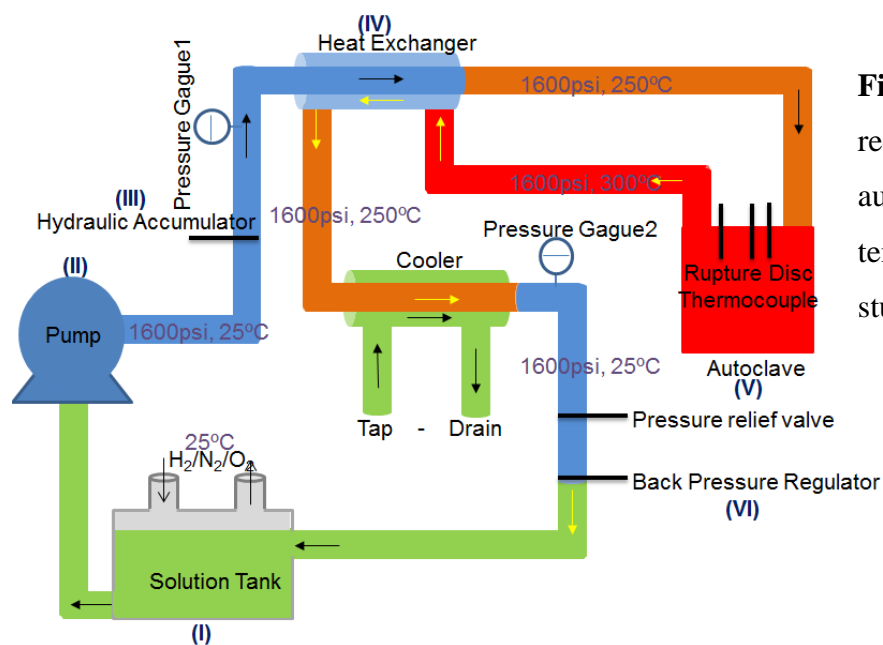 (IV)
Heat Exchanger
Pressure Gague1
1600psi, 250ºC
(III)
Hydraulic Accumulator
1600psi, 300ºC
1600psi, 250ºC
Pressure Gague2
(II)
Cooler
Rupture Disc
Thermocouple
Pump
1600psi, 25ºC
1600psi, 25ºC
Autoclave
(V)
Tap - Drain
Pressure relief valve
25ºC
H2/N2/O2
Back Pressure Regulator
(VI)
Solution Tank
(I)
Fi
re
au
te
stu